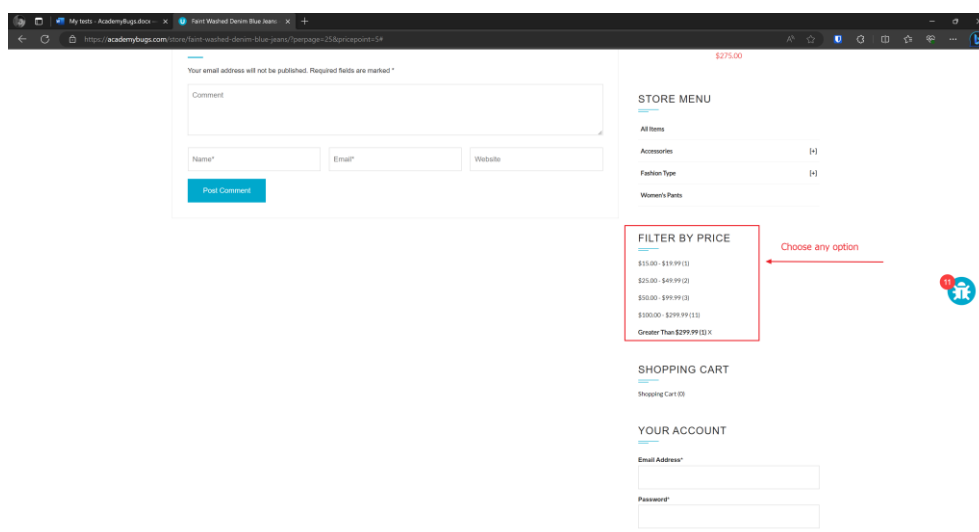 My tests - AcademyBugs.docx -
Faint Washed Denim Blue Jeans
https://academybugs.com/store/faint-washed-denim-blue-jeans/?perpage=25&pricepoint=5#
Your email address will not be published. Required fields are marked *
Comment
Name*
Email*
Website
Post Comment
$275.00
STORE MENU
All Items
Accessories [+]
Fashion Type [+]
Women's Pants
FILTER BY PRICE
$15.00 - $19.99 (1)
$25.00 - $49.99 (2)
$50.00 - $99.99 (3)
$100.00 - $299.99 (11)
Greater Than $299.99 (1) X
Choose any option
11
SHOPPING CART
Shopping Cart (0)
YOUR ACCOUNT
Email Address*
Password*